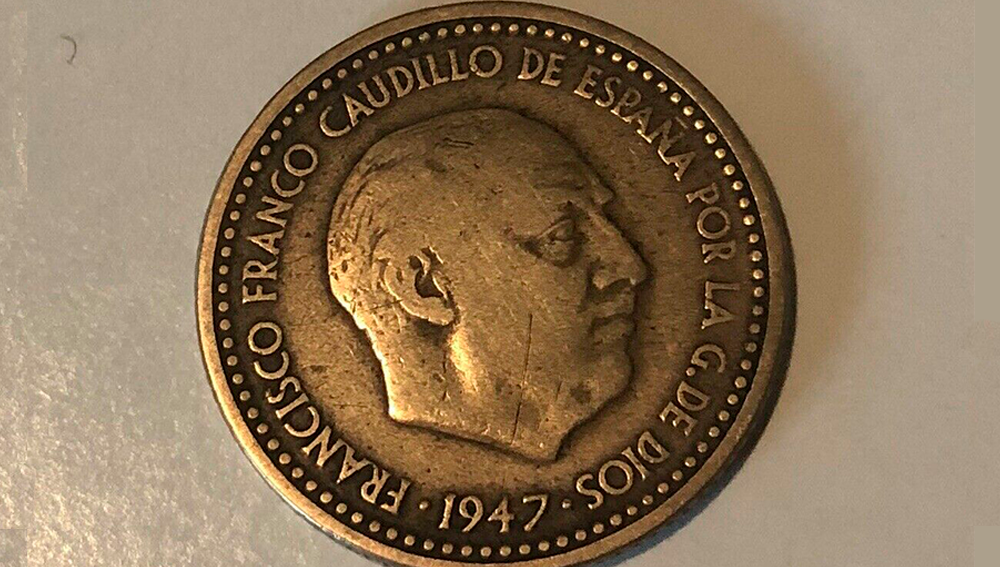 FRANCISCO FRANCO CAUDILLO DE ESPAÑA POR LA G. DE DIOS
· 1947 ·